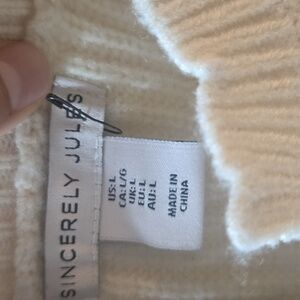 SINCERELY JULES
US:L
CA:L/G
UK:L
EU:L
AU:L
MADE IN
CHINA